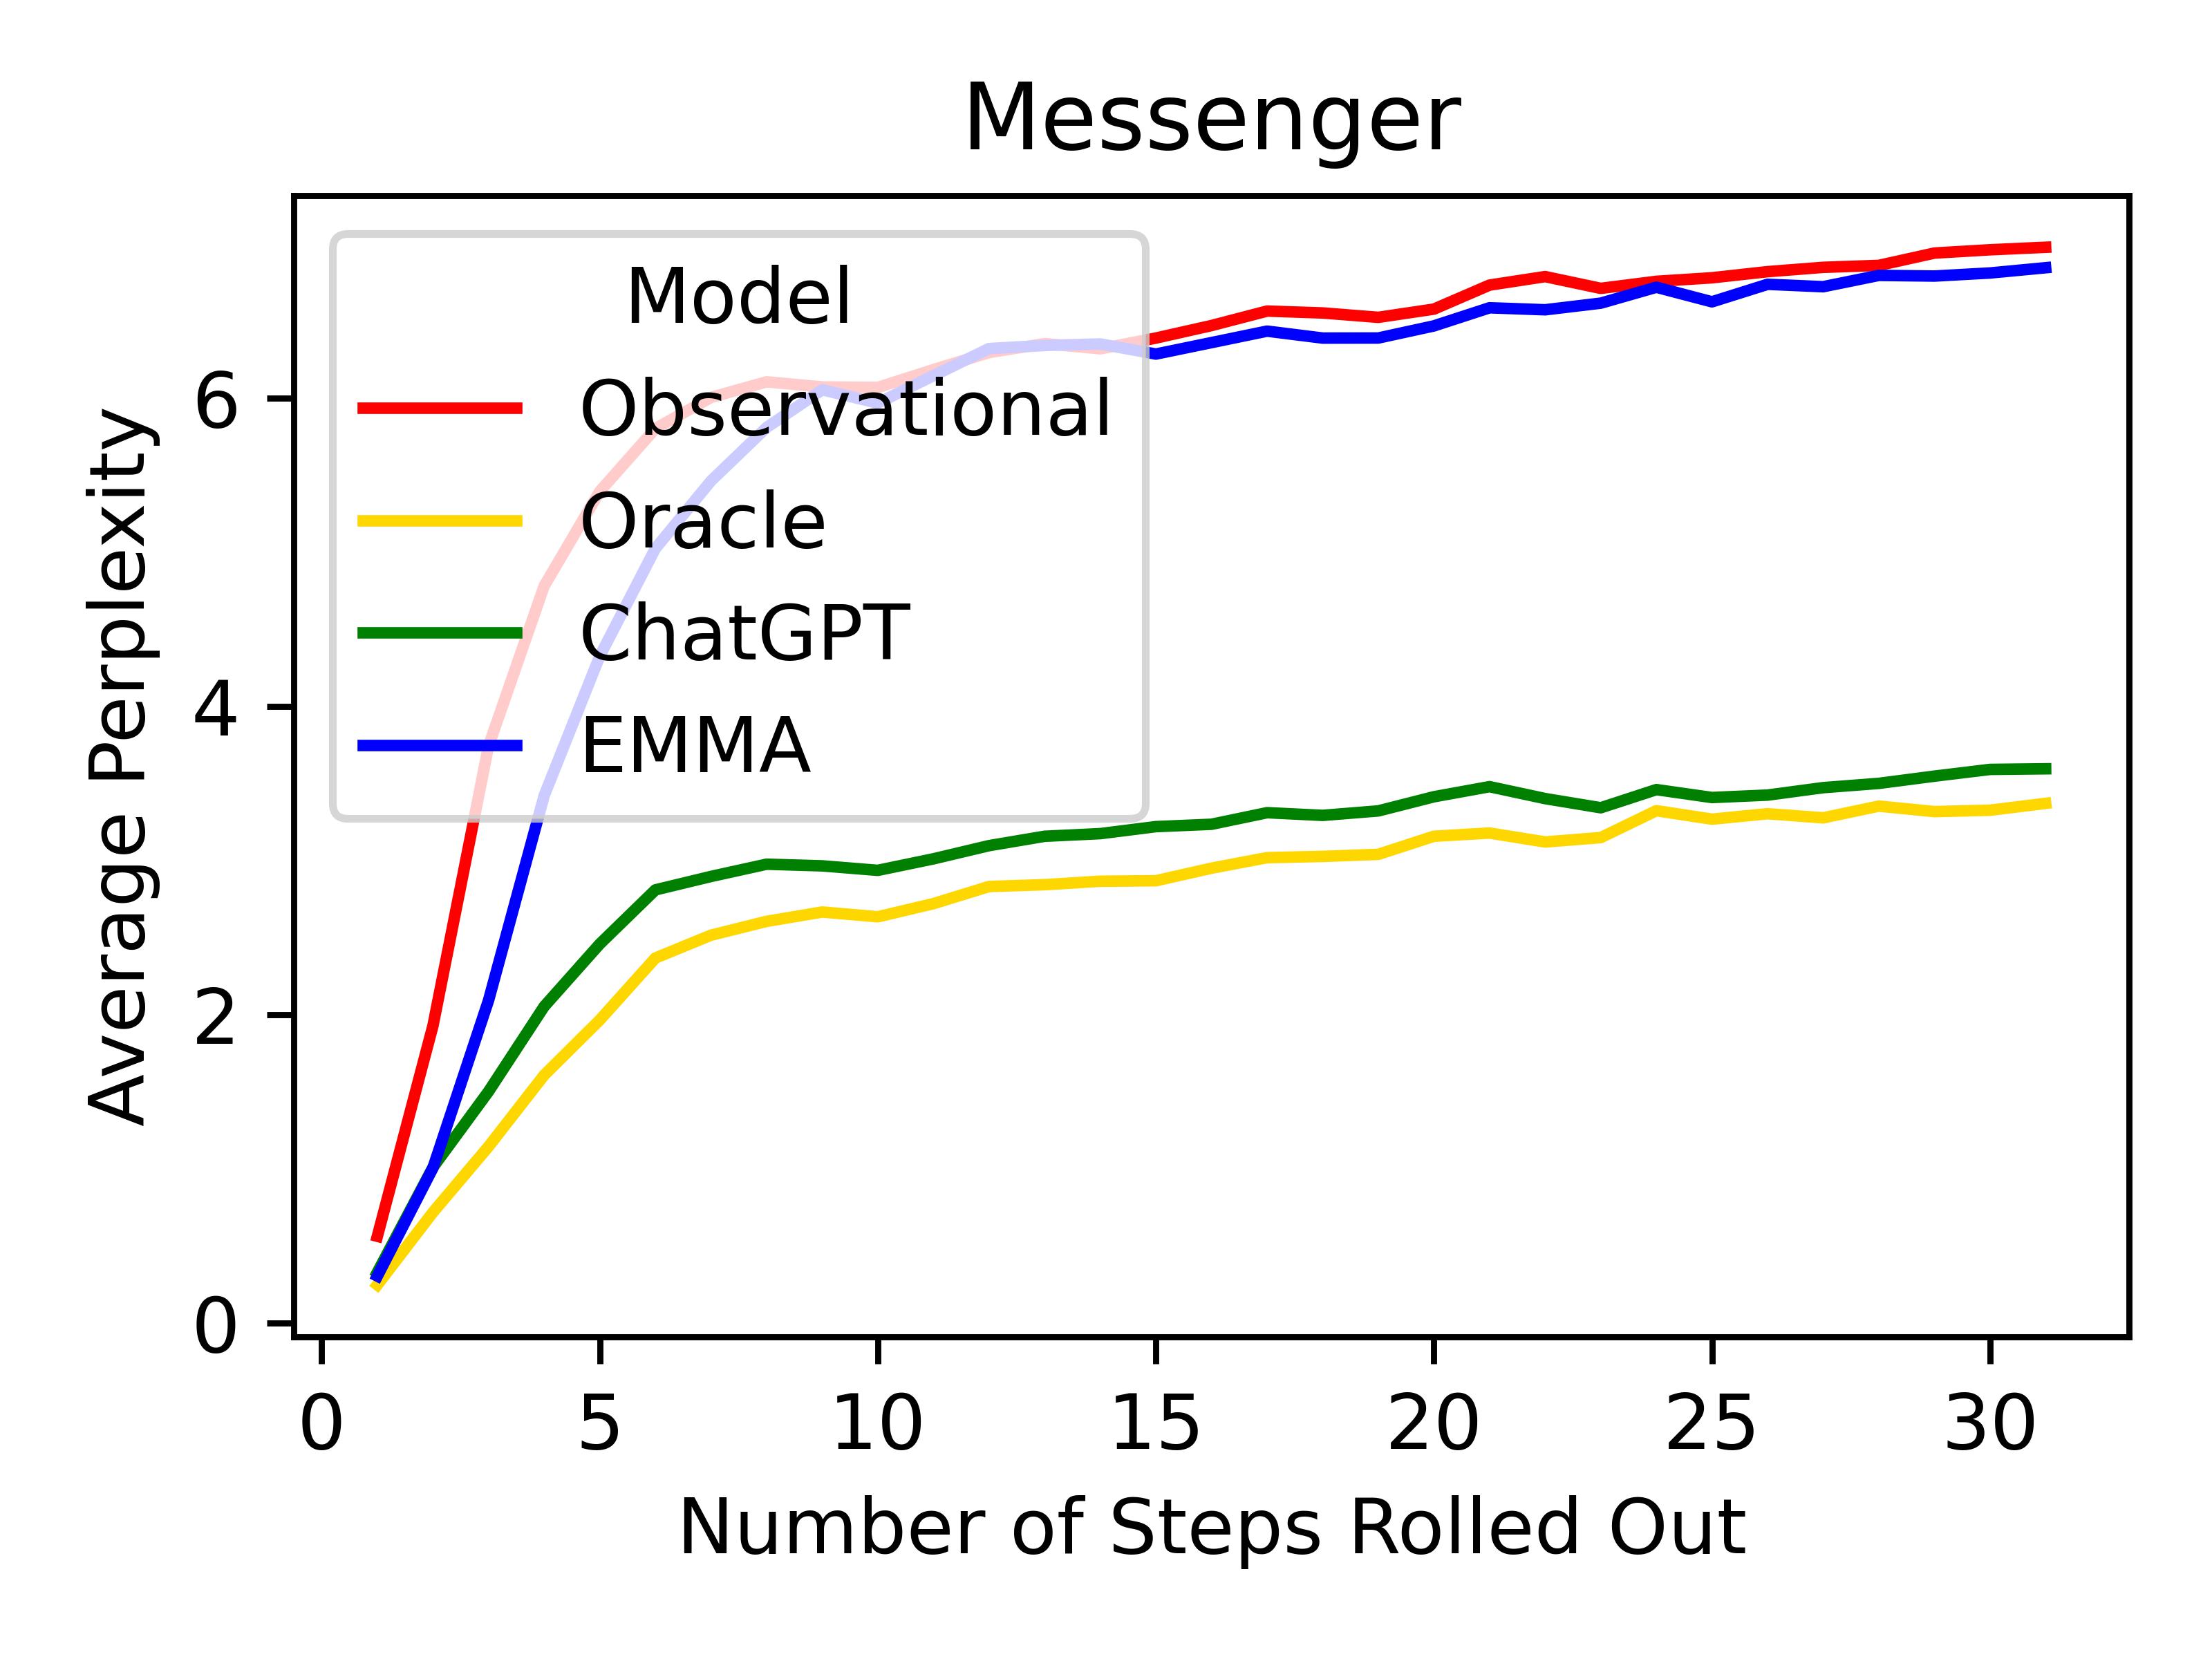 Messenger
Model
Observational
Oracle
ChatGPT
EMMA
Average Perplexity
6
4
2
0
0 5 10 15 20 25 30
Number of Steps Rolled Out